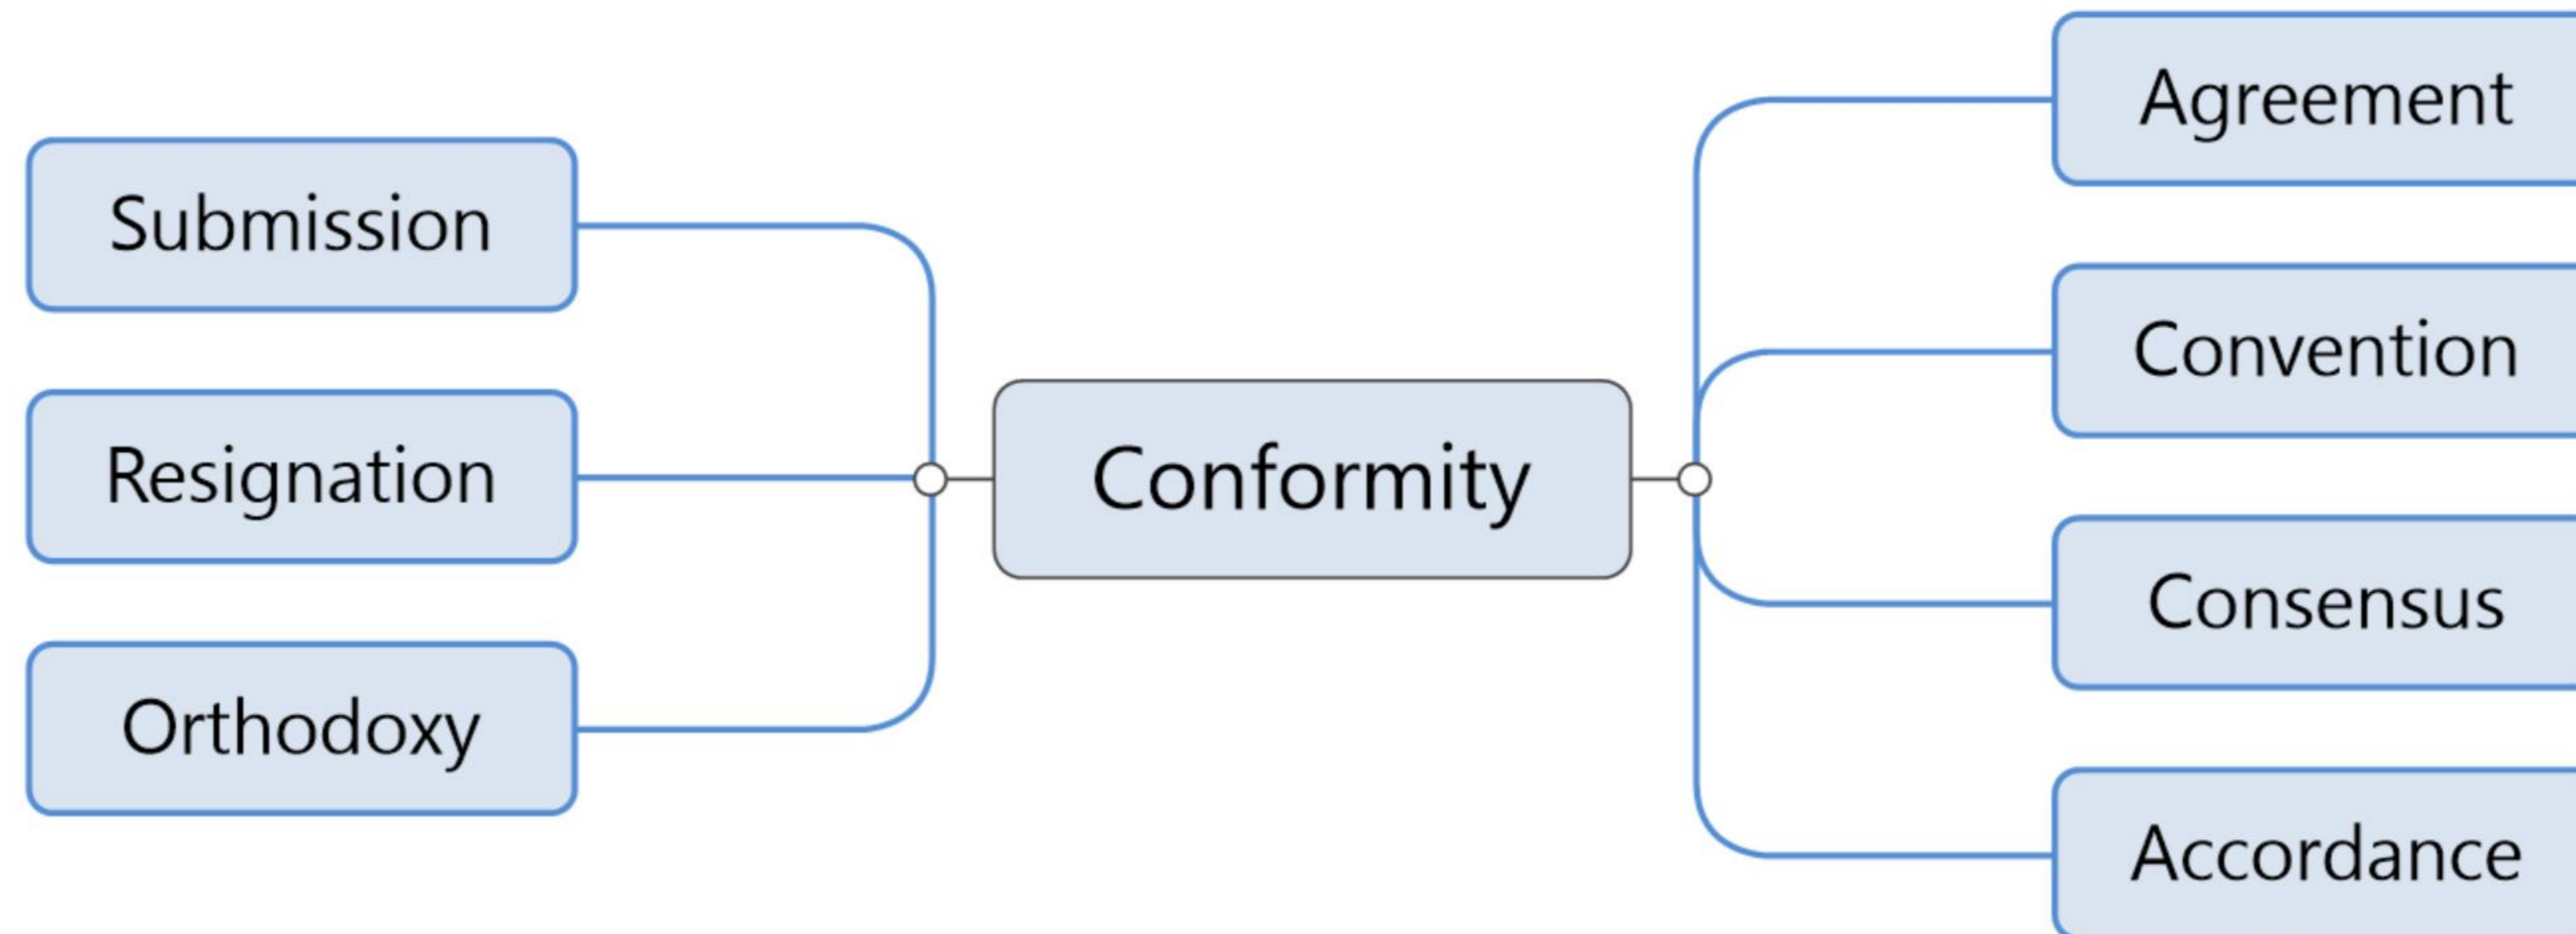 Submission
Resignation
Orthodoxy
Conformity
Agreement
Convention
Consensus
Accordance